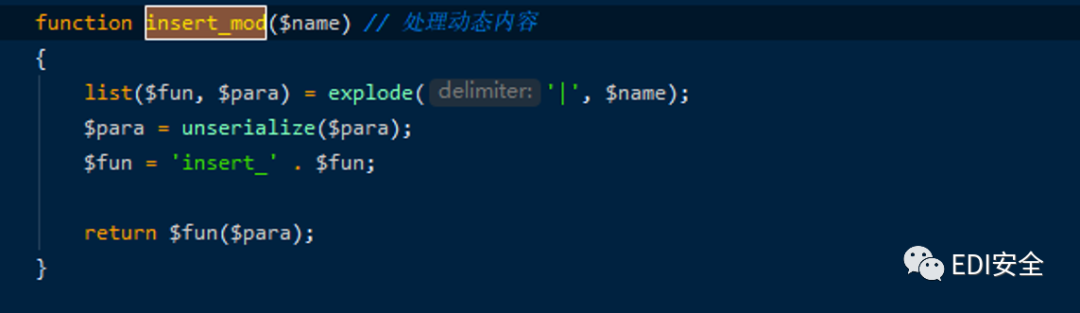 function insert_mod($name) // 处理动态内容
{
list($fun, $para) = explode( delimiter: '|', $name);
$para = unserialize($para);
$fun = 'insert_' . $fun;
return $fun($para);
}
EDI安全